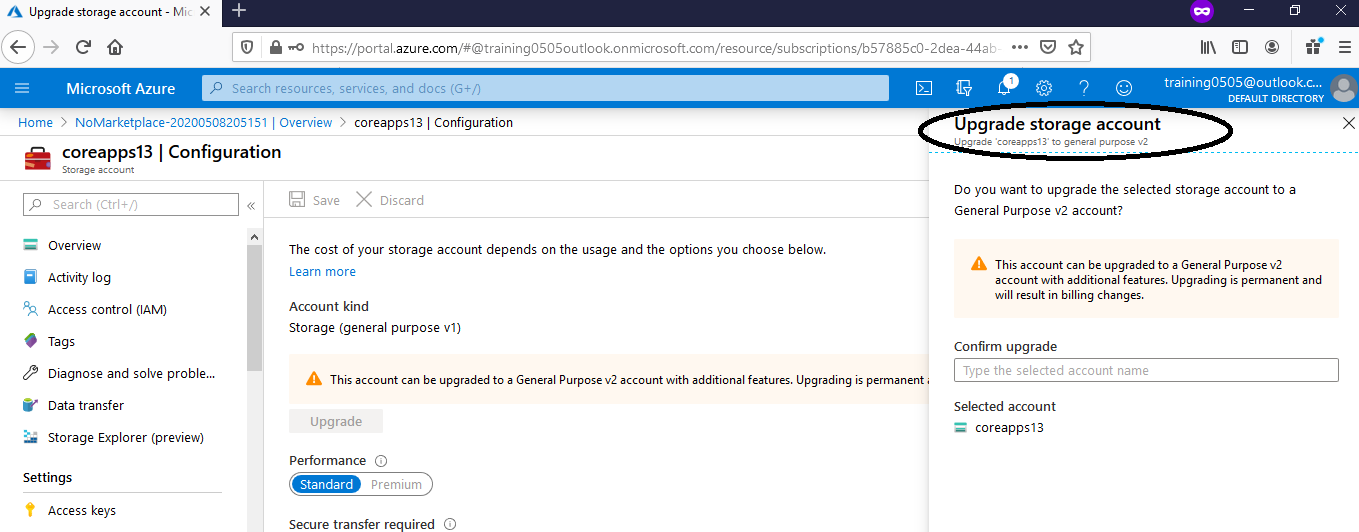 Upgrade storage account - Mic
https://portal.azure.com/#@training0505outlook.onmicrosoft.com/resource/subscriptions/b57885c0-2dea-44ab-
Microsoft Azure
Search resources, services, and docs (G+/)
1
training0505@outlook.c...
DEFAULT DIRECTORY
Home > NoMarketplace-20200508205151 | Overview > coreapps13 | Configuration
coreapps13 | Configuration
Storage account
Search (Ctrl+/)
«
Overview
Activity log
Access control (IAM)
Tags
Diagnose and solve proble...
Data transfer
Storage Explorer (preview)
Settings
Access keys
Save
Discard
The cost of your storage account depends on the usage and the options you choose below.
Learn more
Account kind
Storage (general purpose v1)
This account can be upgraded to a General Purpose v2 account with additional features. Upgrading is permanent
Upgrade
Performance
Standard
Premium
Secure transfer required
Upgrade storage account
Upgrade 'coreapps13' to general purpose v2
Do you want to upgrade the selected storage account to a
General Purpose v2 account?
This account can be upgraded to a General Purpose v2
account with additional features. Upgrading is permanent and
will result in billing changes.
Confirm upgrade
Type the selected account name
Selected account
coreapps13